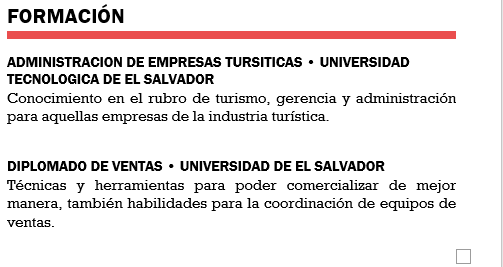 FORMACIÓN
ADMINISTRACION DE EMPRESAS TURSITICAS • UNIVERSIDAD
TECNOLOGICA DE EL SALVADOR
Conocimiento en el rubro de turismo, gerencia y administración
para aquellas empresas de la industria turística.
DIPLOMADO DE VENTAS • UNIVERSIDAD DE EL SALVADOR
Técnicas y herramientas para poder comercializar de mejor
manera, también habilidades para la coordinación de equipos de
ventas.